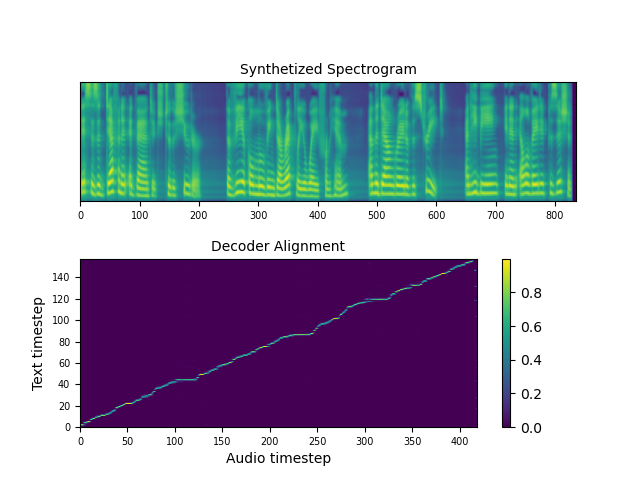 Synthetized Spectrogram
0 100 200 300 400 500 600 700 800
Decoder Alignment
140
120
100
80
60
40
20
0
Text timestep
0 50 100 150 200 250 300 350 400
Audio timestep
0.8
0.6
0.4
0.2
0.0